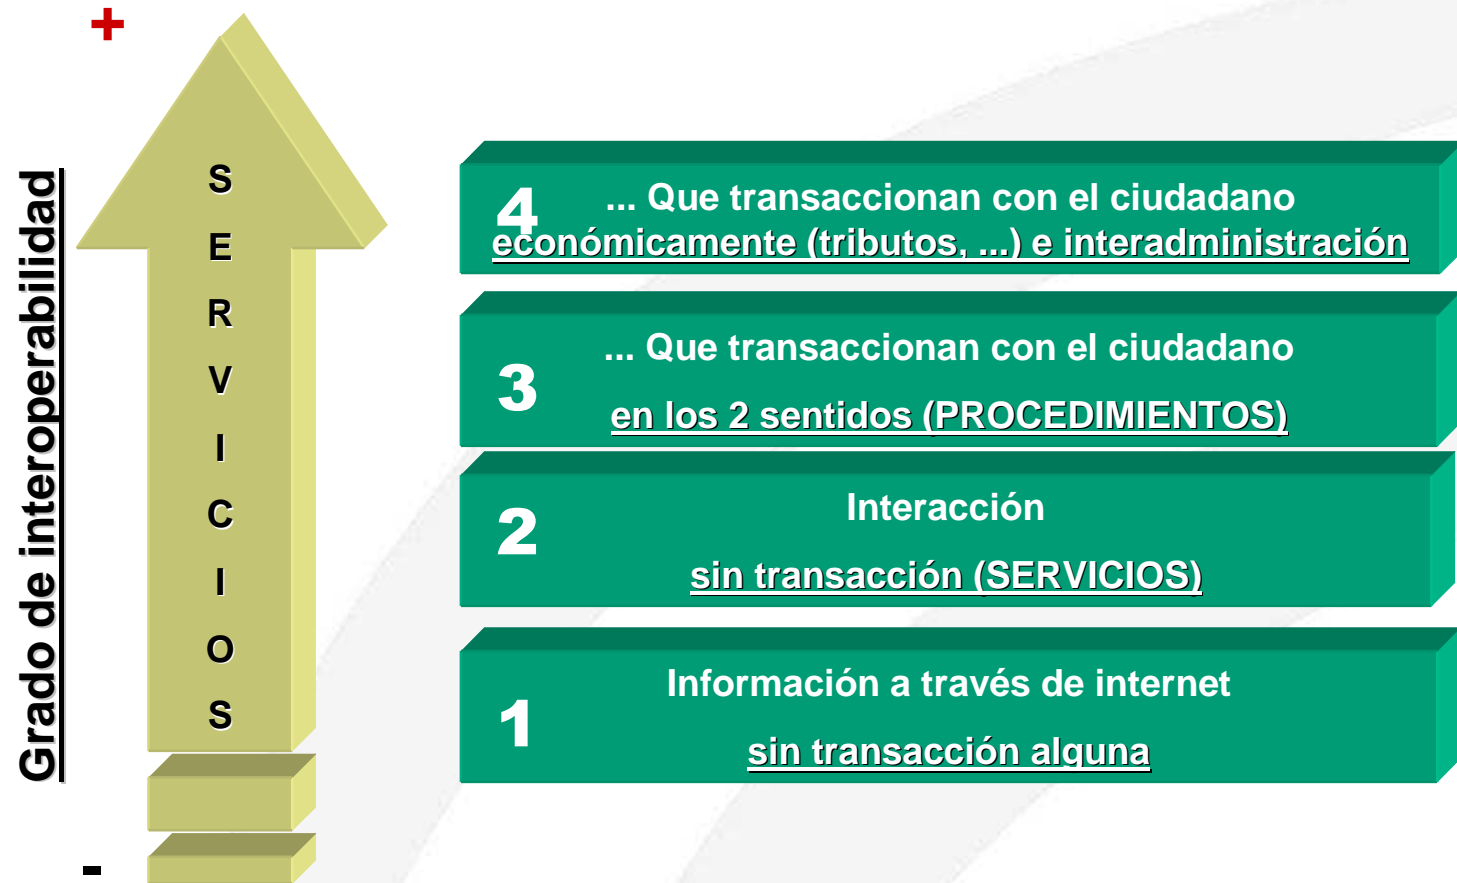 +
Grado de interoperabilidad
S
E
R
V
I
C
I
O
S
-
4
... Que transaccionan con el ciudadano
económicamente (tributos, ...) e interadministración
3
... Que transaccionan con el ciudadano
en los 2 sentidos (PROCEDIMIENTOS)
2
Interacción
sin transacción (SERVICIOS)
1
Información a través de internet
sin transacción alguna